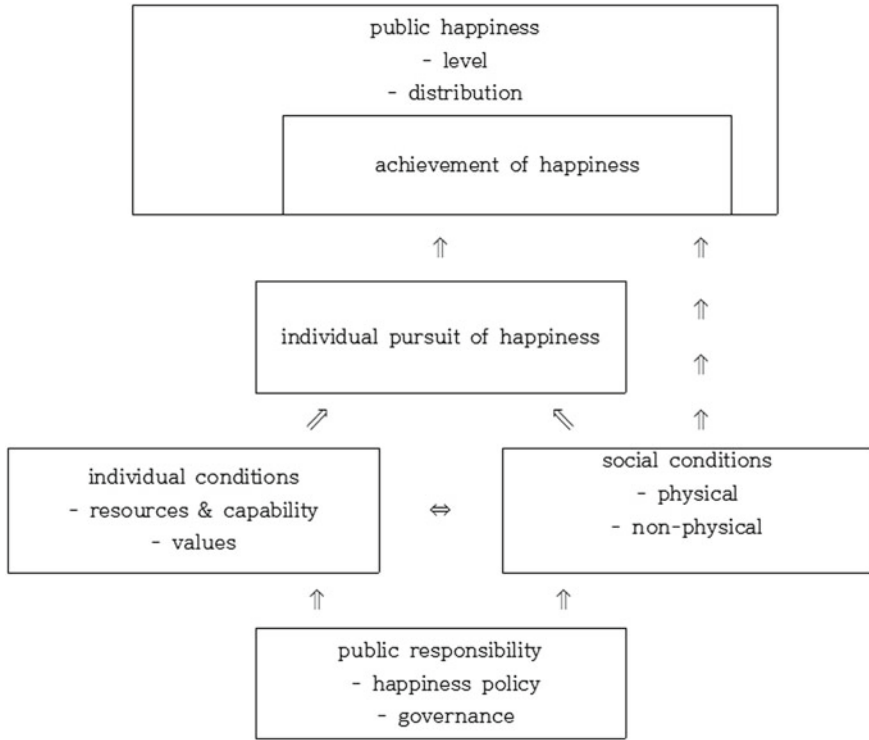 public happiness
- level
- distribution
achievement of happiness
individual pursuit of happiness
individual conditions
- resources & capability
- values
social conditions
- physical
- non-physical
public responsibility
- happiness policy
- governance